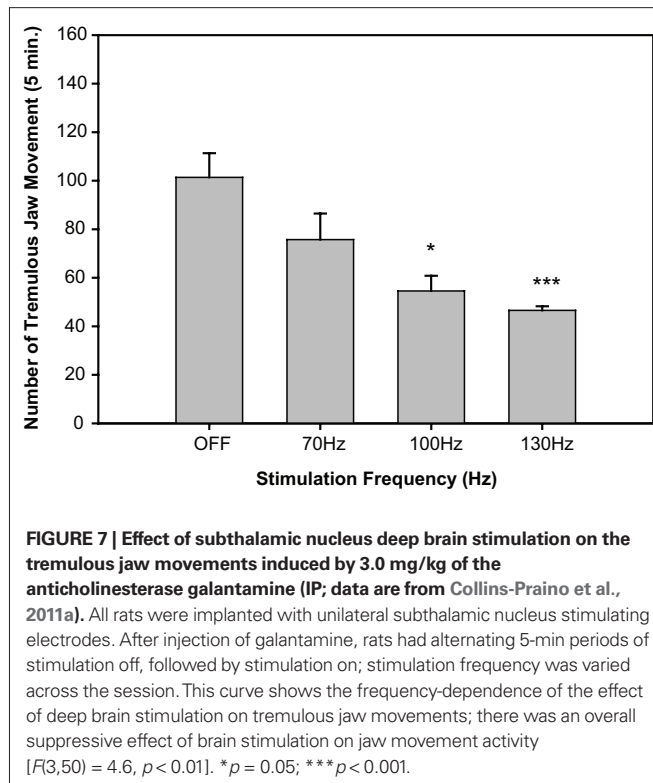 Number of Tremulous Jaw Movement (5 min.)
160
140
120
100
80
60
40
20
0
*
***
OFF 70Hz 100Hz 130Hz
Stimulation Frequency (Hz)
FIGURE 7 | Effect of subthalamic nucleus deep brain stimulation on the
tremulous jaw movements induced by 3.0 mg/kg of the
anticholinesterase galantamine (IP; data are from Collins-Praino et al.,
2011a). All rats were implanted with unilateral subthalamic nucleus stimulating
electrodes. After injection of galantamine, rats had alternating 5-min periods of
stimulation off, followed by stimulation on; stimulation frequency was varied
across the session. This curve shows the frequency-dependence of the effect
of deep brain stimulation on tremulous jaw movements; there was an overall
suppressive effect of brain stimulation on jaw movement activity
[F(3,50) = 4.6, p < 0.01]. *p = 0.05; ***p < 0.001.